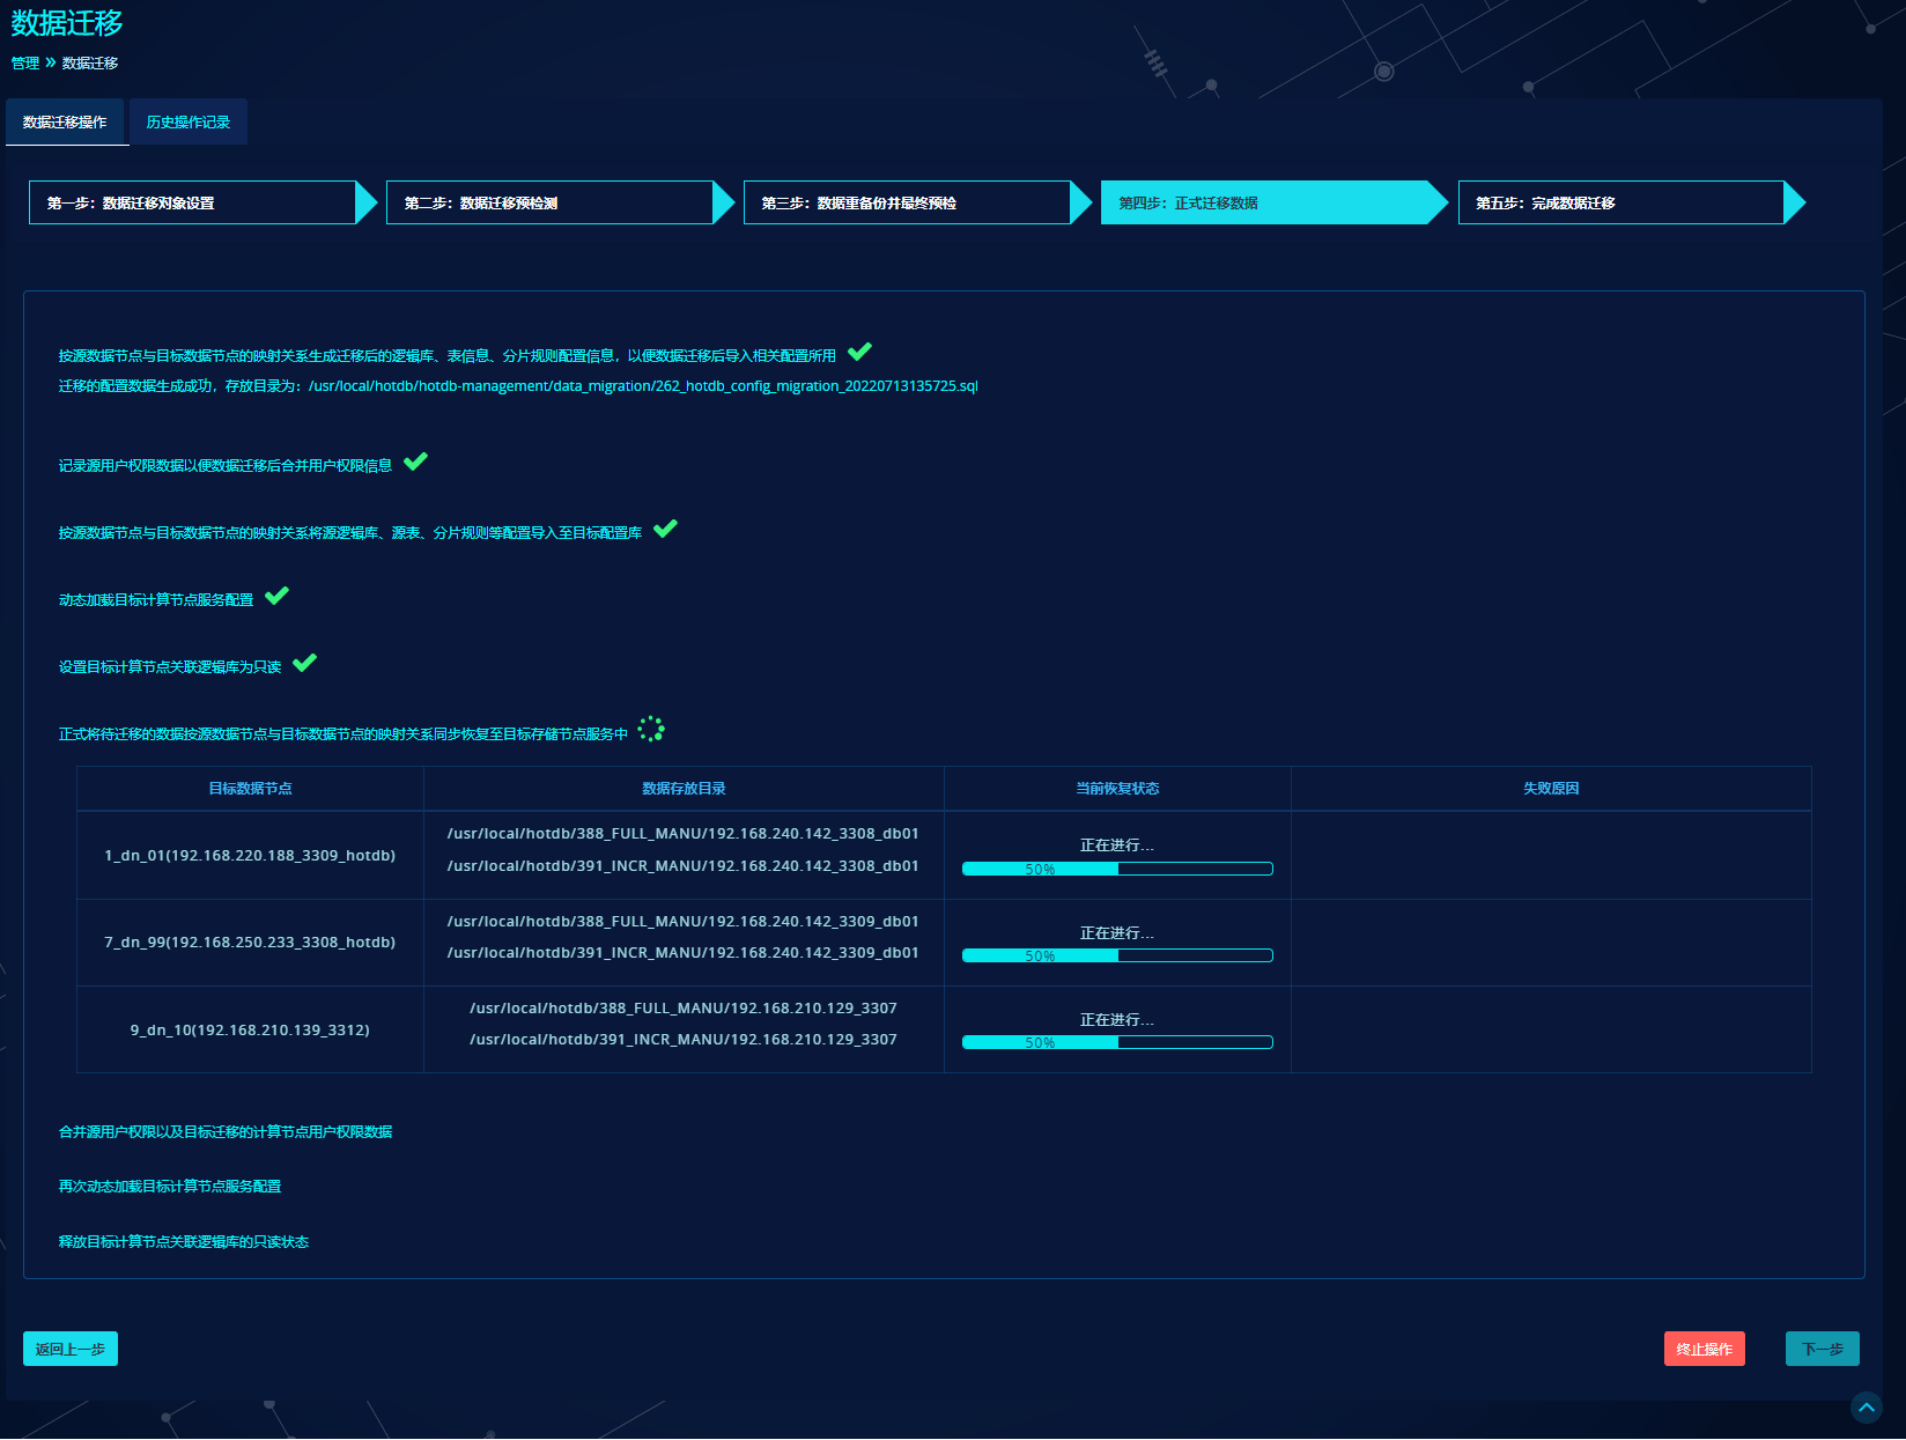 数据迁移
管理 » 数据迁移
数据迁移操作 历史操作记录
第一步：数据迁移对象设置 第二步：数据迁移预检测 第三步：数据重备份并最终预检 第四步：正式迁移数据 第五步：完成数据迁移
按源数据节点与目标数据节点的映射关系生成迁移后的逻辑库、表信息、分片规则配置信息，以便数据迁移后导入相关配置所用
迁移的配置数据生成成功，存放目录为：/usr/local/hotdb/hotdb-management/data_migration/262_hotdb_config_migration_20220713135725.sql
记录源用户权限数据以便数据迁移后合并用户权限信息
按源数据节点与目标数据节点的映射关系将源逻辑库、源表、分片规则等配置导入至目标配置库
动态加载目标计算节点服务配置
设置目标计算节点关联逻辑库为只读
正式将待迁移的数据按源数据节点与目标数据节点的映射关系同步恢复至目标存储节点服务中
目标数据节点 数据存放目录 当前恢复状态 失败原因
/usr/local/hotdb/388_FULL_MANU/192.168.240.142_3308_db01
正在进行...
1_dn_01(192.168.220.188_3309_hotdb)
/usr/local/hotdb/391_INCR_MANU/192.168.240.142_3308_db01
50%
/usr/local/hotdb/388_FULL_MANU/192.168.240.142_3309_db01
正在进行...
7_dn_99(192.168.250.233_3308_hotdb)
/usr/local/hotdb/391_INCR_MANU/192.168.240.142_3309_db01
50%
/usr/local/hotdb/388_FULL_MANU/192.168.210.129_3307
正在进行...
9_dn_10(192.168.210.139_3312)
/usr/local/hotdb/391_INCR_MANU/192.168.210.129_3307
50%
合并源用户权限以及目标迁移的计算节点用户权限数据
再次动态加载目标计算节点服务配置
释放目标计算节点关联逻辑库的只读状态
返回上一步 终止操作 下一步